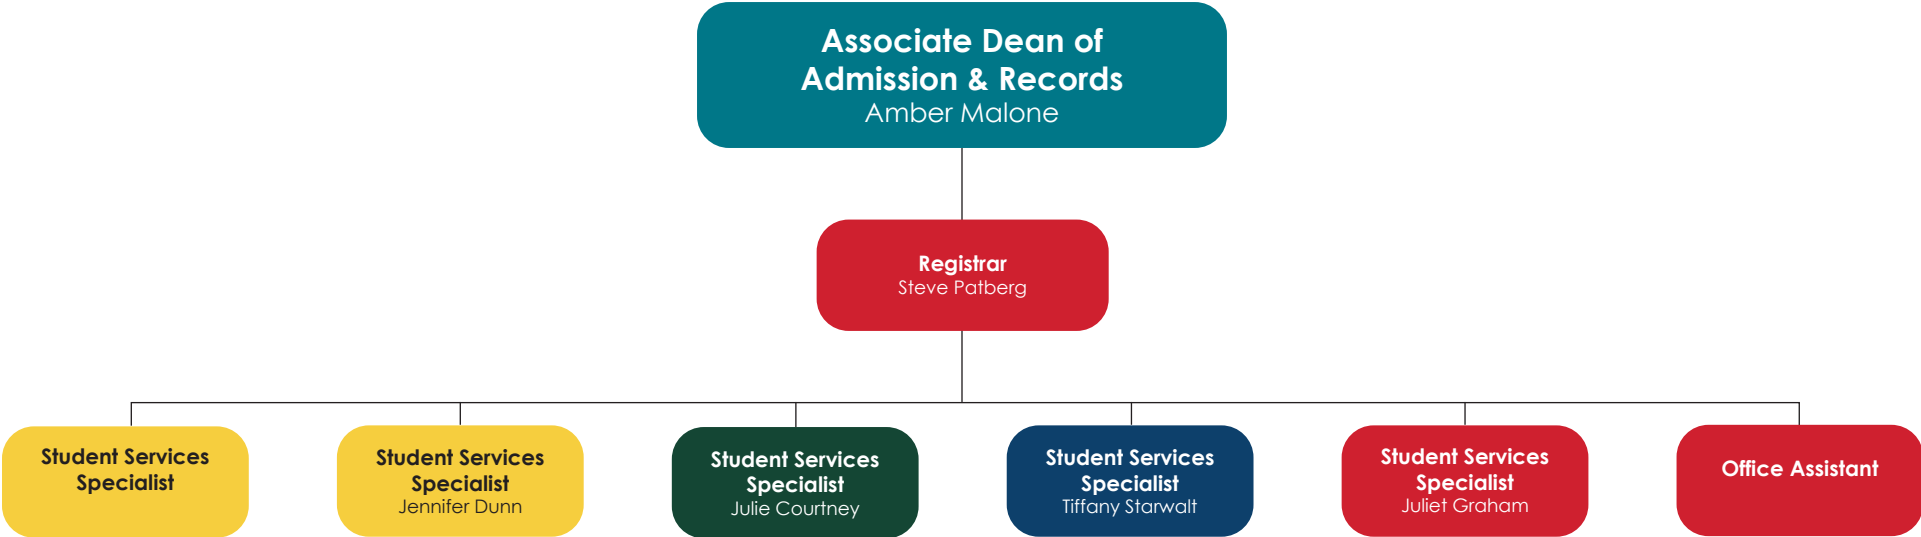 Associate Dean of
Admission & Records
Amber Malone
Registrar
Steve Patberg
Student Services
Specialist
Student Services
Specialist
Jennifer Dunn
Student Services
Specialist
Julie Courtney
Student Services
Specialist
Tiffany Starwalt
Student Services
Specialist
Juliet Graham
Office Assistant